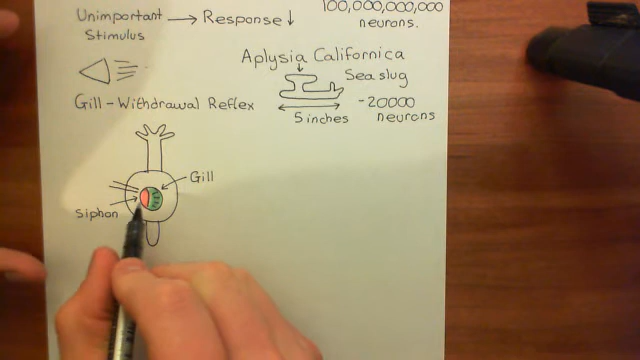 100,000,000,000
neurons.
Unimportant → Response ↓
Stimulus
Aplysia Californica
Sea slug
Gill-Withdrawal Reflex
5 inches
~20000
neurons
Gill
Siphon